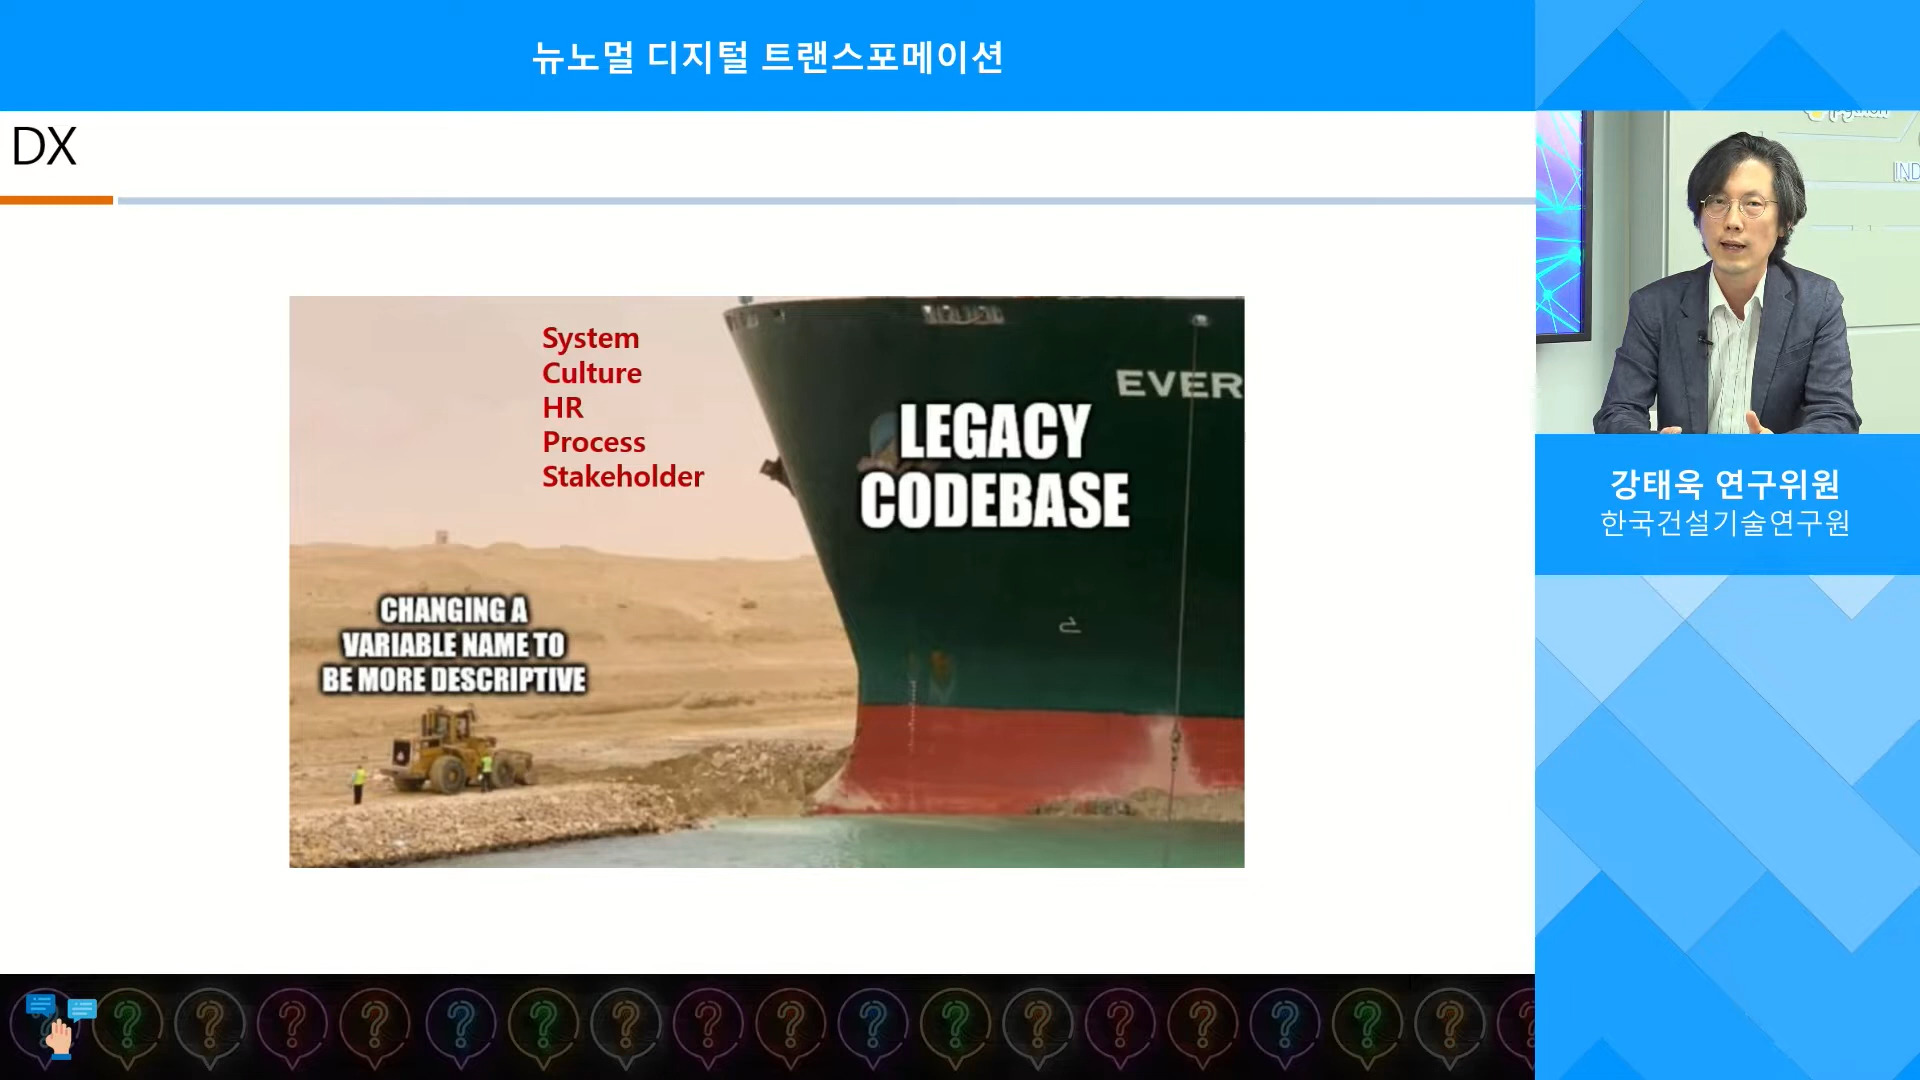 뉴노멀 디지털 트랜스포메이션
DX
System
Culture
HR
Process
Stakeholder
EVER
LEGACY
CODEBASE
CHANGING A
VARIABLE NAME TO
BE MORE DESCRIPTIVE
python
IND
강태욱 연구위원
한국건설기술연구원